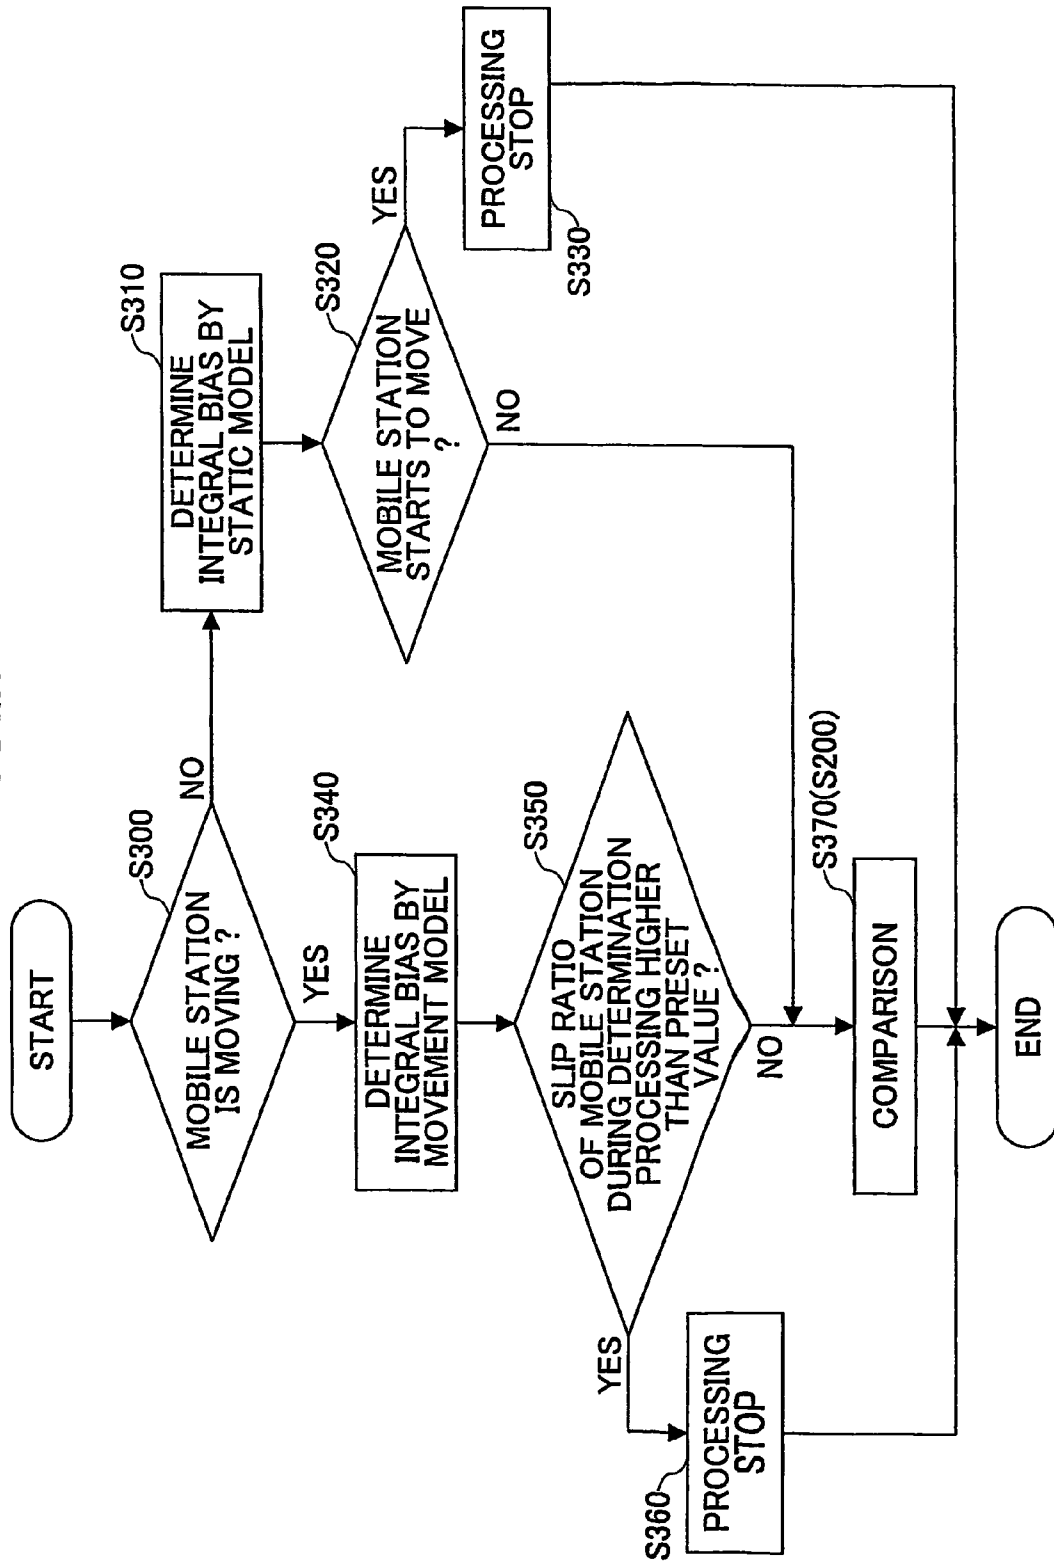 START
S300
MOBILE STATION
IS MOVING ?
NO
YES
S310
DETERMINE
INTEGRAL BIAS BY
STATIC MODEL
S320
MOBILE STATION
STARTS TO MOVE
?
YES
NO
PROCESSING
STOP
S330
S340
DETERMINE
INTEGRAL BIAS BY
MOVEMENT MODEL
S350
SLIP RATIO
OF MOBILE STATION
DURING DETERMINATION
PROCESSING HIGHER
THAN PRESET
VALUE ?
YES
NO
S360
PROCESSING
STOP
S370(S200)
COMPARISON
END